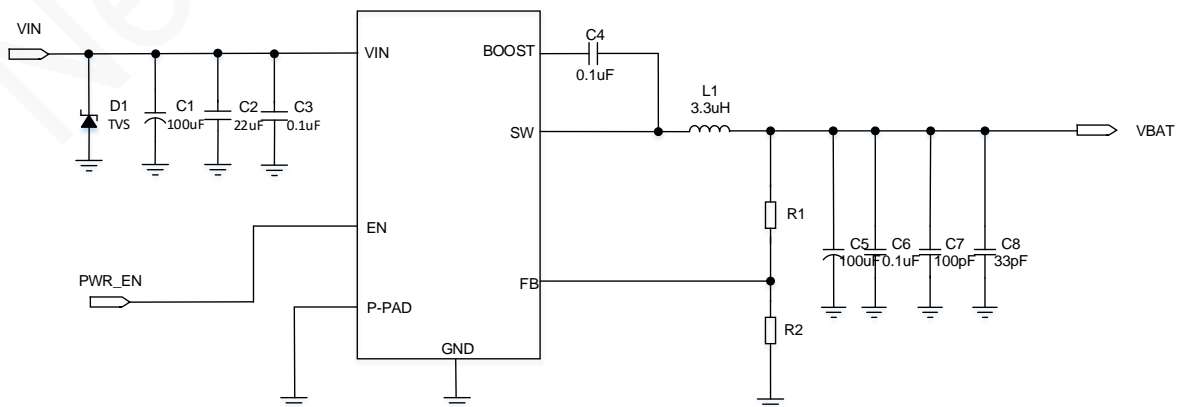 VIN
VIN
BOOST
C4
0.1uF
D1
TVS
C1
100uF
C2
22uF
C3
0.1uF
SW
L1
3.3uH
VBAT
EN
R1
C5
100uF
C6
0.1uF
C7
100pF
C8
33pF
PWR_EN
FB
P-PAD
R2
GND